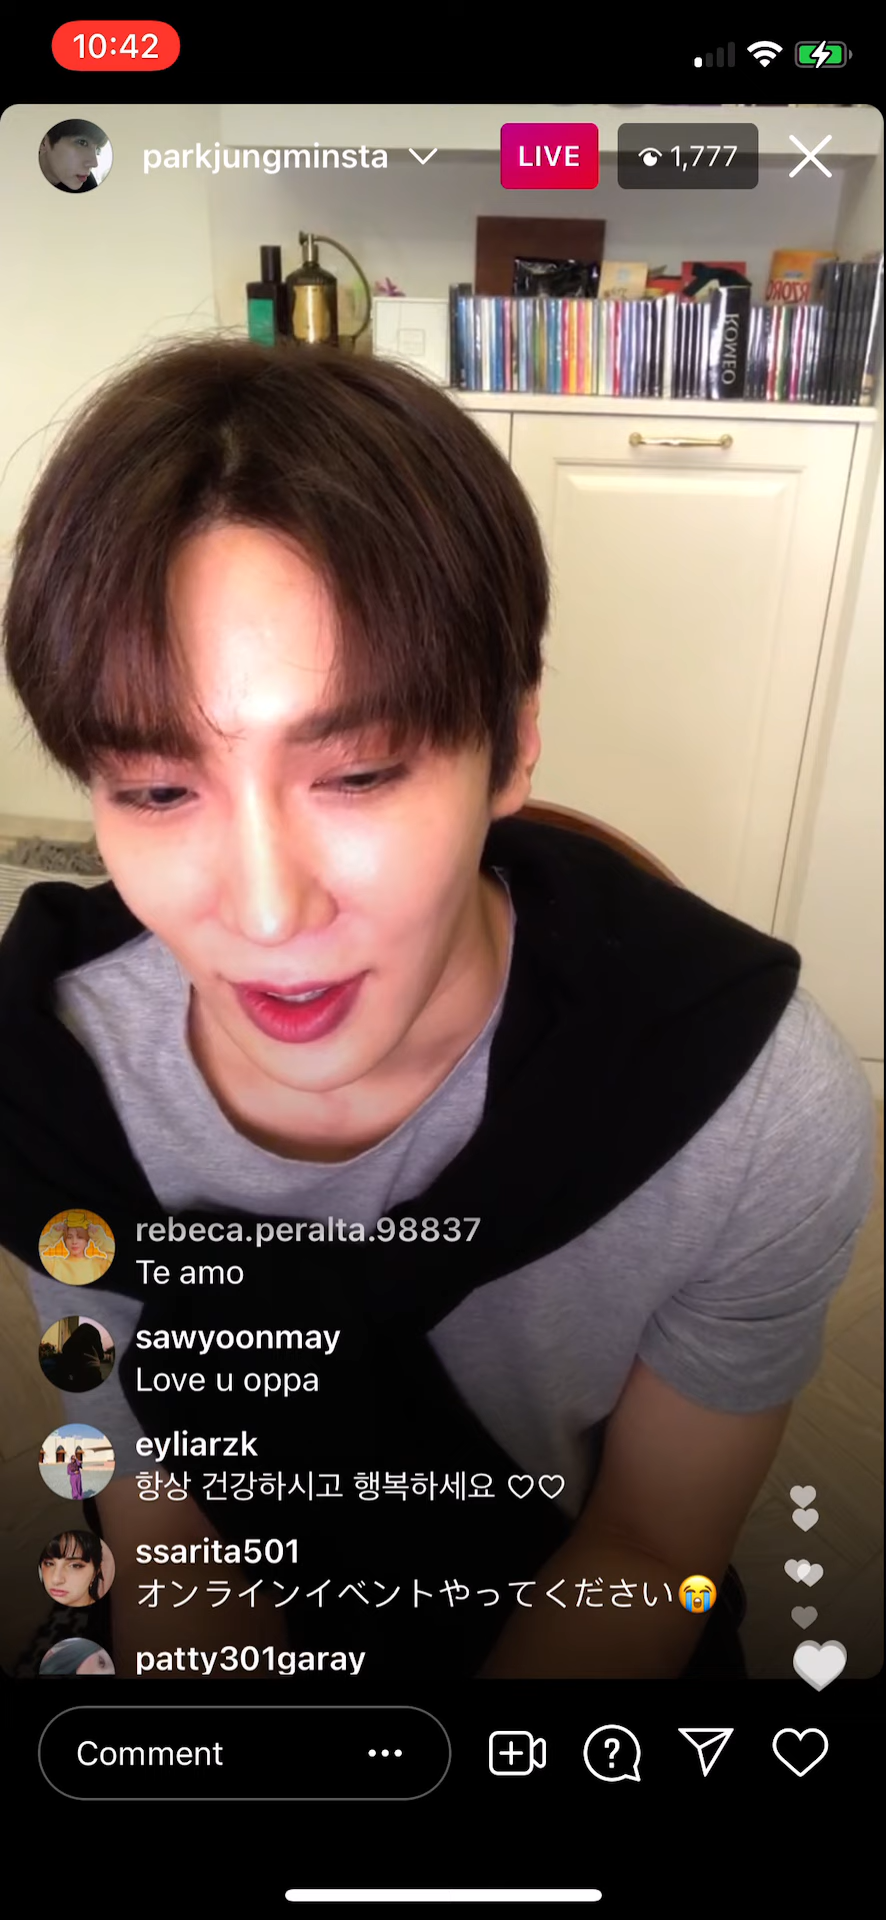 10:42
parkjungminsta
LIVE
1,777
ROMEO
rebeca.peralta.98837
Te amo
sawyoonmay
Love u oppa
eyliarzk
항상 건강하시고 행복하세요 ♡♡
ssarita501
オンラインイベントやってください😭
patty301garay
Comment